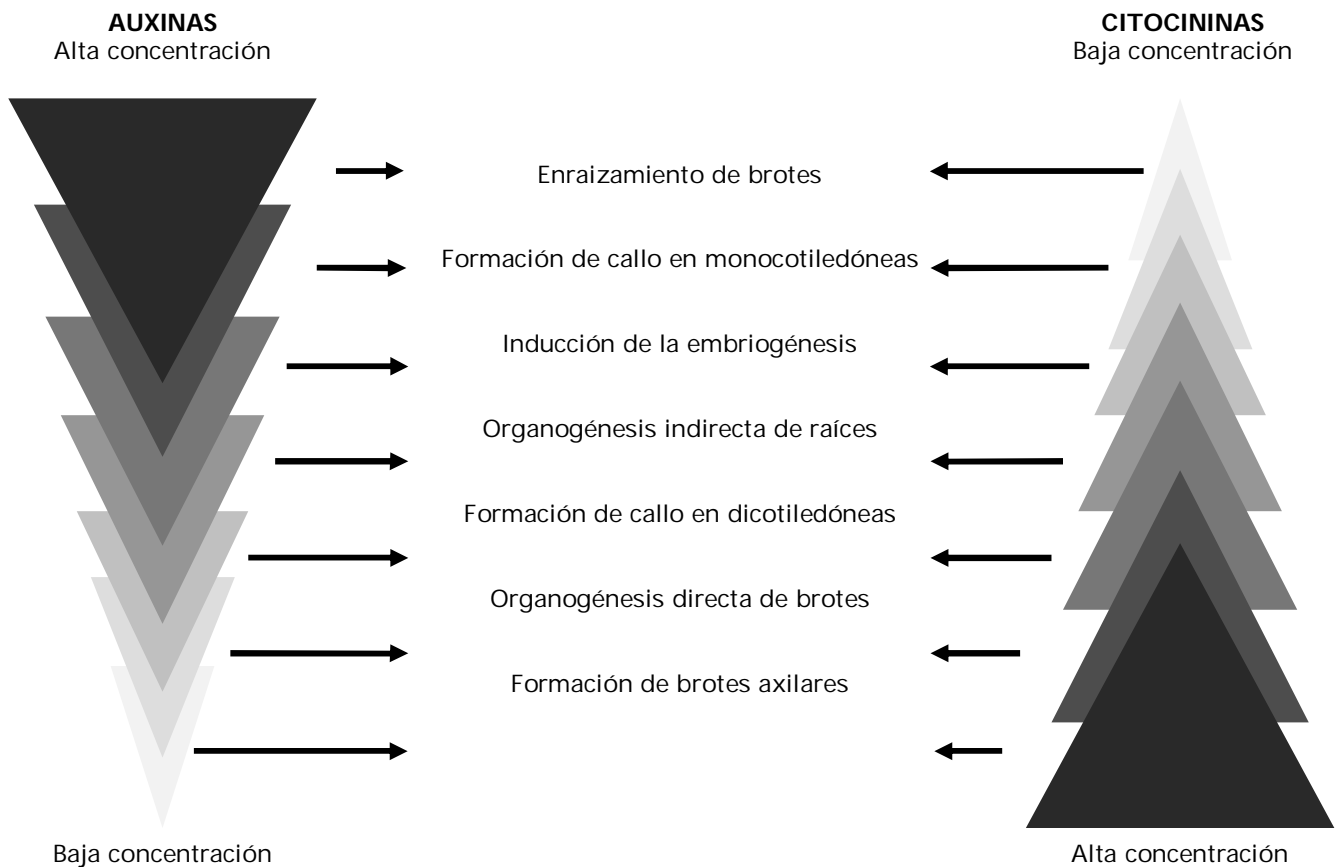 AUXINAS
Alta concentración
CITOCININAS
Baja concentración
Enraizamiento de brotes
Formación de callo en monocotiledóneas
Inducción de la embriogénesis
Organogénesis indirecta de raíces
Formación de callo en dicotiledóneas
Organogénesis directa de brotes
Formación de brotes axilares
Baja concentración
Alta concentración